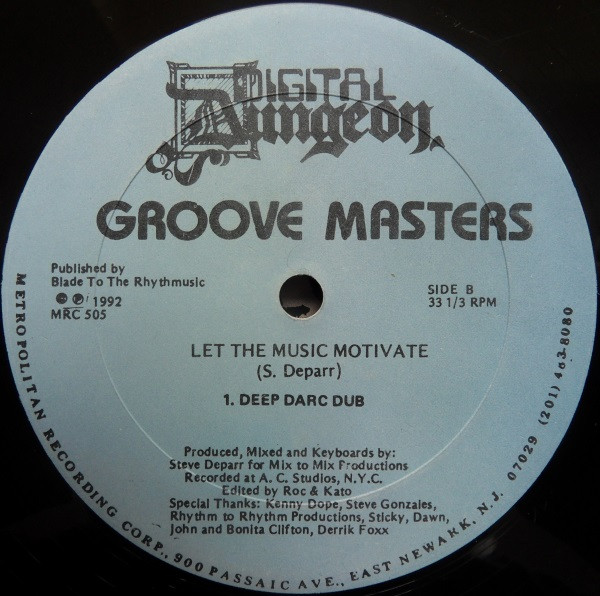 DIGITAL
Dungeon
GROOVE MASTERS
Published by
Blade To The Rhythmusic
© ℗ 1992
MRC 505
SIDE B
33 1/3 RPM
LET THE MUSIC MOTIVATE
(S. Deparr)
1. DEEP DARC DUB
Produced, Mixed and Keyboards by:
Steve Deparr for Mix to Mix Productions
Recorded at A. C. Studios, N.Y.C.
Edited by Roc & Kato
Special Thanks: Kenny Dope, Steve Gonzales,
Rhythm to Rhythm Productions, Sticky, Dawn,
John and Bonita Clifton, Derrik Foxx
METROPOLITAN RECORDING CORP., 900 PASSAIC AVE., EAST NEWARK, N.J. 07029 (201) 463-8080